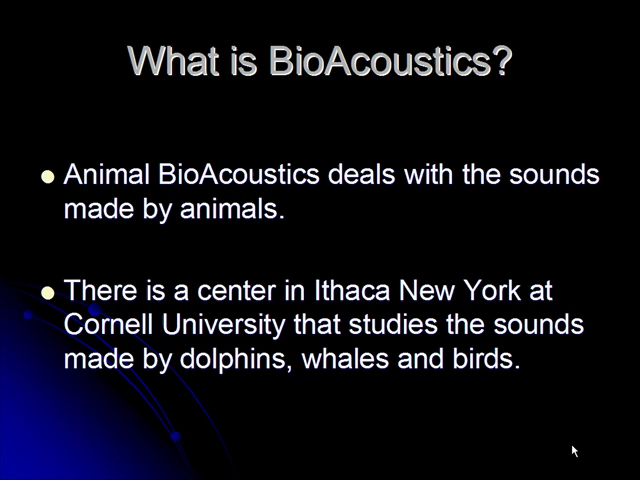 What is BioAcoustics?
Animal BioAcoustics deals with the sounds
made by animals.
There is a center in Ithaca New York at
Cornell University that studies the sounds
made by dolphins, whales and birds.